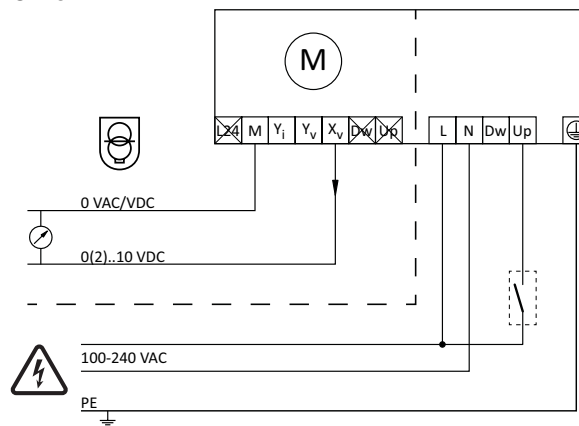 M
L24 M Yi Yv Xv Dw Up L N Dw Up
0 VAC/VDC
0(2)..10 VDC
100-240 VAC
PE